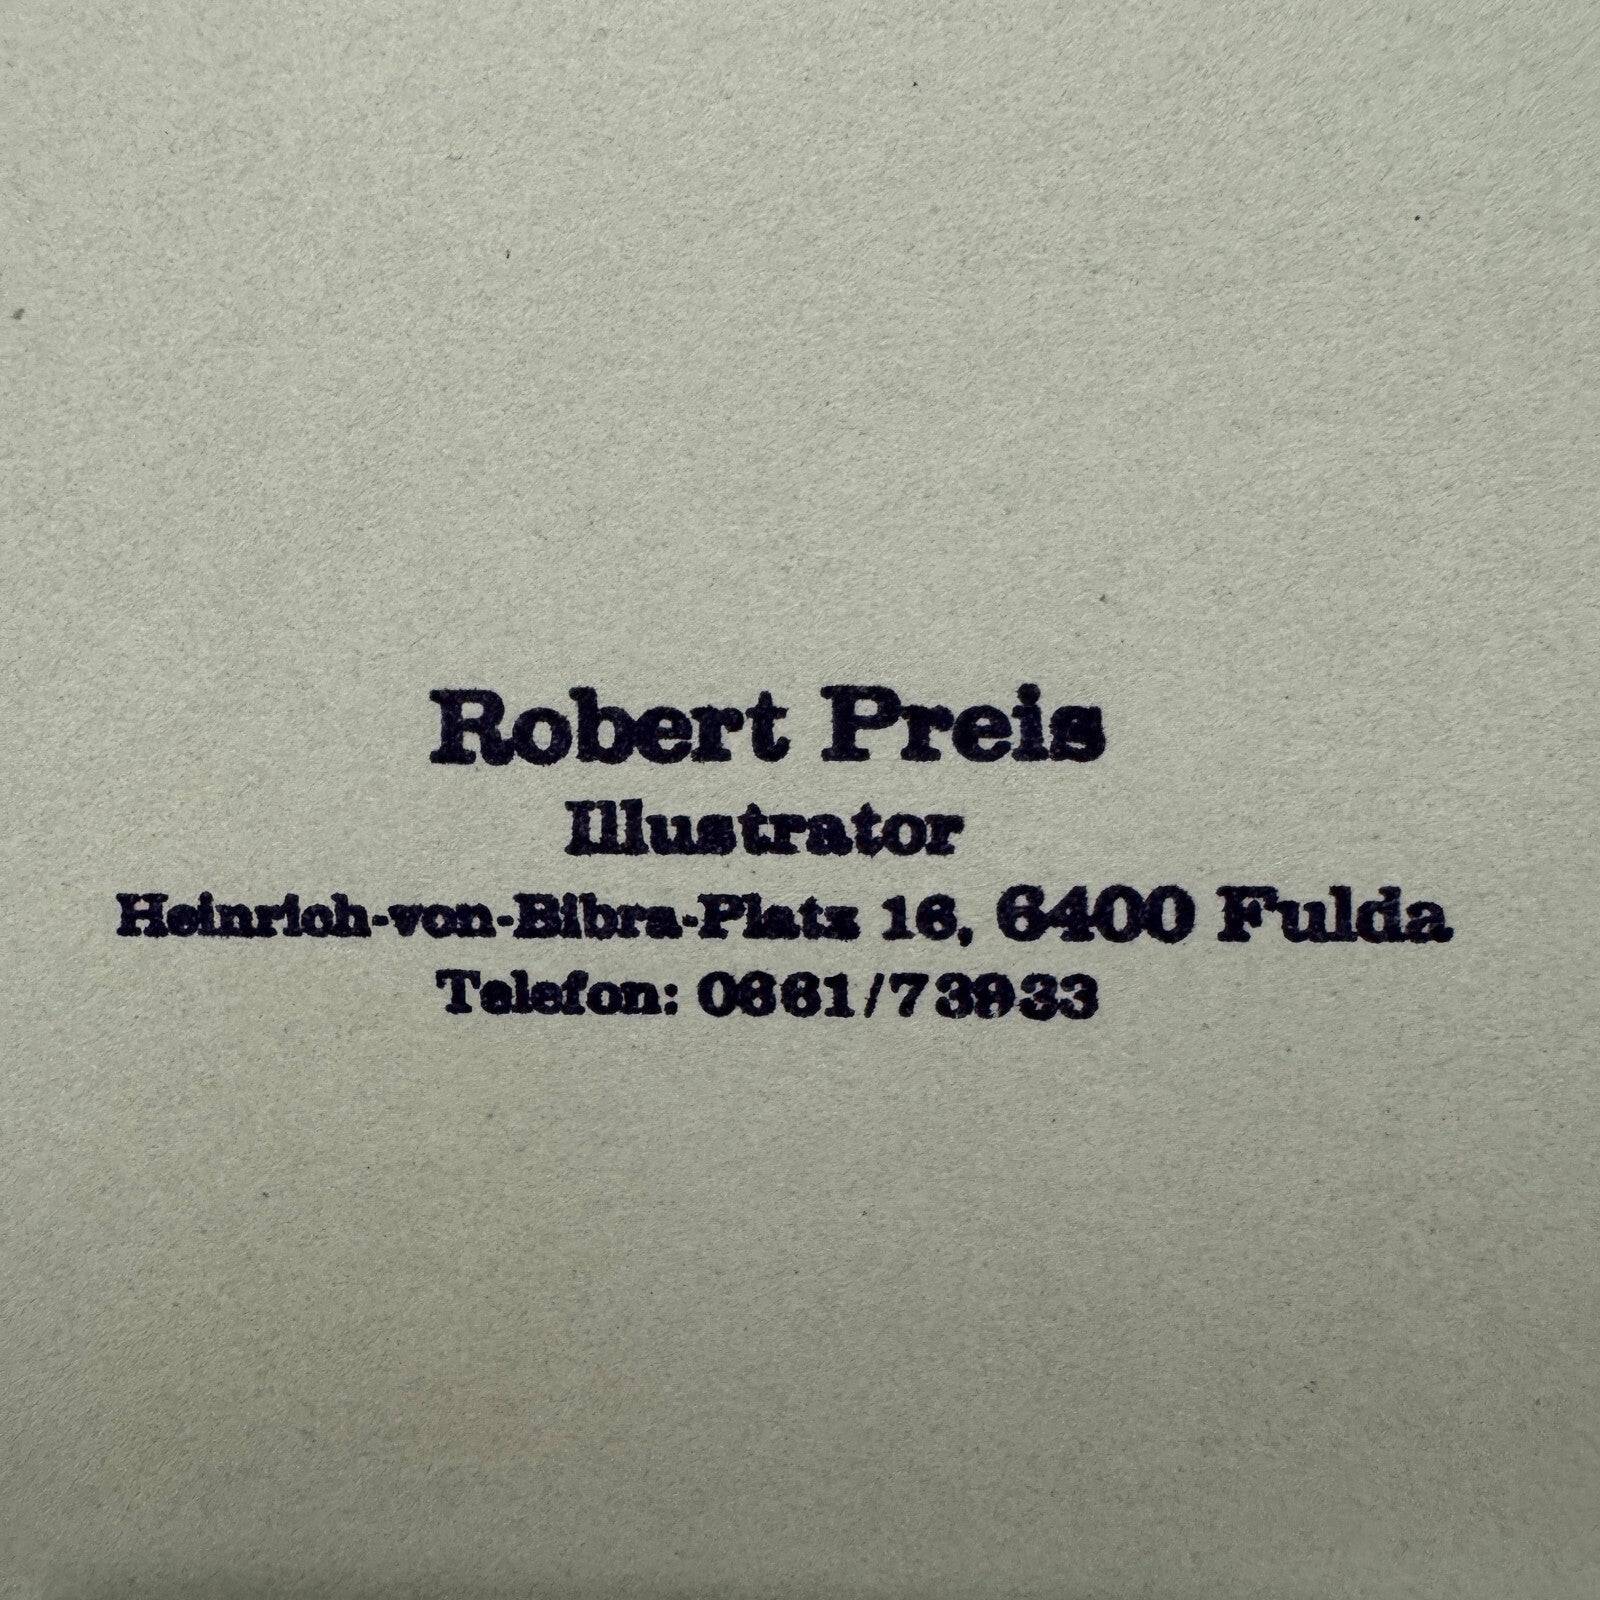 Robert Preis
Illustrator
Heinrich-von-Bibra-Platz 16, 6400 Fulda
Telefon: 0661/73933